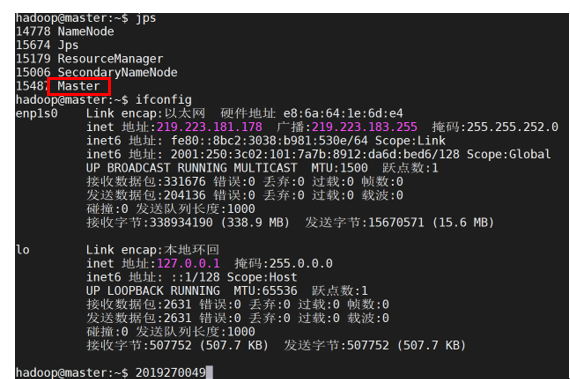 hadoop@master:~$ jps
14778 NameNode
15674 Jps
15179 ResourceManager
15006 SecondaryNameNode
15487 Master
hadoop@master:~$ ifconfig
enp1s0 Link encap:以太网 硬件地址 e8:6a:64:1e:6d:e4
inet 地址:219.223.181.178 广播:219.223.183.255 掩码:255.255.252.0
inet6 地址: fe80::8bc2:3038:b981:530e/64 Scope:Link
inet6 地址: 2001:250:3c02:101:7a7b:8912:da6d:bed6/128 Scope:Global
UP BROADCAST RUNNING MULTICAST MTU:1500 跃点数:1
接收数据包:331676 错误:0 丢弃:0 过载:0 帧数:0
发送数据包:204136 错误:0 丢弃:0 过载:0 载波:0
碰撞:0 发送队列长度:1000
接收字节:338934190 (338.9 MB) 发送字节:15670571 (15.6 MB)
lo Link encap:本地环回
inet 地址:127.0.0.1 掩码:255.0.0.0
inet6 地址: ::1/128 Scope:Host
UP LOOPBACK RUNNING MTU:65536 跃点数:1
接收数据包:2631 错误:0 丢弃:0 过载:0 帧数:0
发送数据包:2631 错误:0 丢弃:0 过载:0 载波:0
碰撞:0 发送队列长度:1000
接收字节:507752 (507.7 KB) 发送字节:507752 (507.7 KB)
hadoop@master:~$ 2019270049